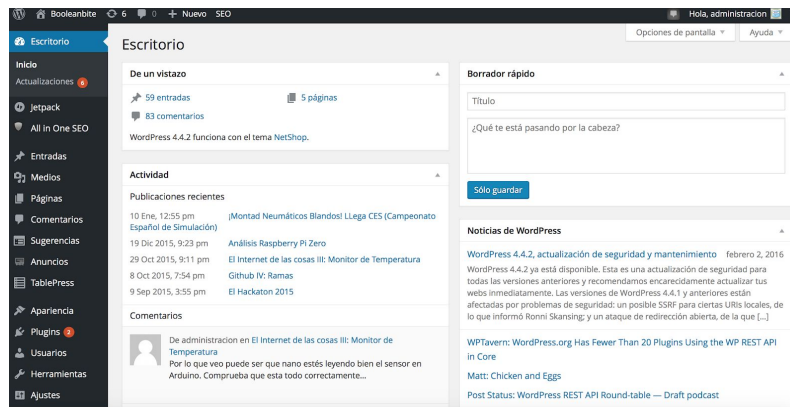 Booleanbite 6 0 + Nuevo SEO Hola, administracion
Opciones de pantalla Ayuda
Escritorio
Inicio
Actualizaciones 6
Jetpack
All in One SEO
Entradas
Medios
Páginas
Comentarios
Sugerencias
Anuncios
TablePress
Apariencia
Plugins 3
Usuarios
Herramientas
Ajustes
Escritorio
De un vistazo
59 entradas 5 páginas
83 comentarios
WordPress 4.4.2 funciona con el tema NetShop.
Actividad
Publicaciones recientes
10 Ene, 12:55 pm ¡Montad Neumáticos Blandos! LLega CES (Campeonato
Español de Simulación)
19 Dic 2015, 9:23 pm Análisis Raspberry Pi Zero
29 Oct 2015, 9:11 pm El Internet de las cosas III: Monitor de Temperatura
8 Oct 2015, 7:54 pm Github IV: Ramas
9 Sep 2015, 3:55 pm El Hackaton 2015
Comentarios
De administracion en El Internet de las cosas III: Monitor de
Temperatura
Por lo que veo puede ser que nano estés leyendo bien el sensor en
Arduino. Comprueba que esta todo correctamente...
Borrador rápido
Título
¿Qué te está pasando por la cabeza?
Sólo guardar
Noticias de WordPress
WordPress 4.4.2, actualización de seguridad y mantenimiento febrero 2, 2016
WordPress 4.4.2 ya está disponible. Esta es una actualización de seguridad para
todas las versiones anteriores y recomendamos encarecidamente actualizar tus
webs inmediatamente. Las versiones de WordPress 4.4.1 y anteriores están
afectadas por problemas de seguridad: un posible SSRF para ciertas URIs locales, de
lo que informó Ronni Skansing; y un ataque de redirección abierta, de la que [...]
WPTavern: WordPress.org Has Fewer Than 20 Plugins Using the WP REST API
in Core
Matt: Chicken and Eggs
Post Status: WordPress REST API Round-table — Draft podcast